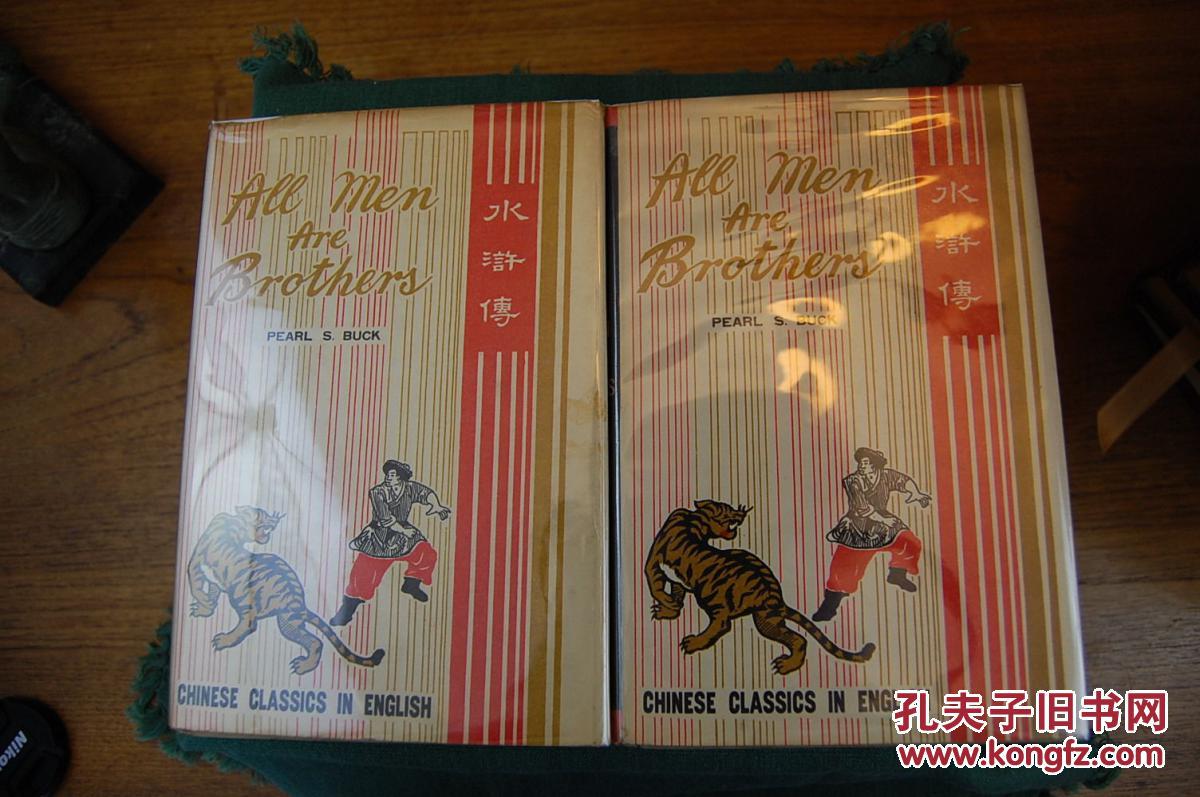 All Men
Are
Brothers
PEARL S. BUCK
水
滸
傳
CHINESE CLASSICS IN ENGLISH
All Men
Are
Brothers
PEARL S. BUCK
水
滸
傳
CHINESE CLASSICS IN ENG
孔夫子旧书网
www.kongfz.com
Nikon